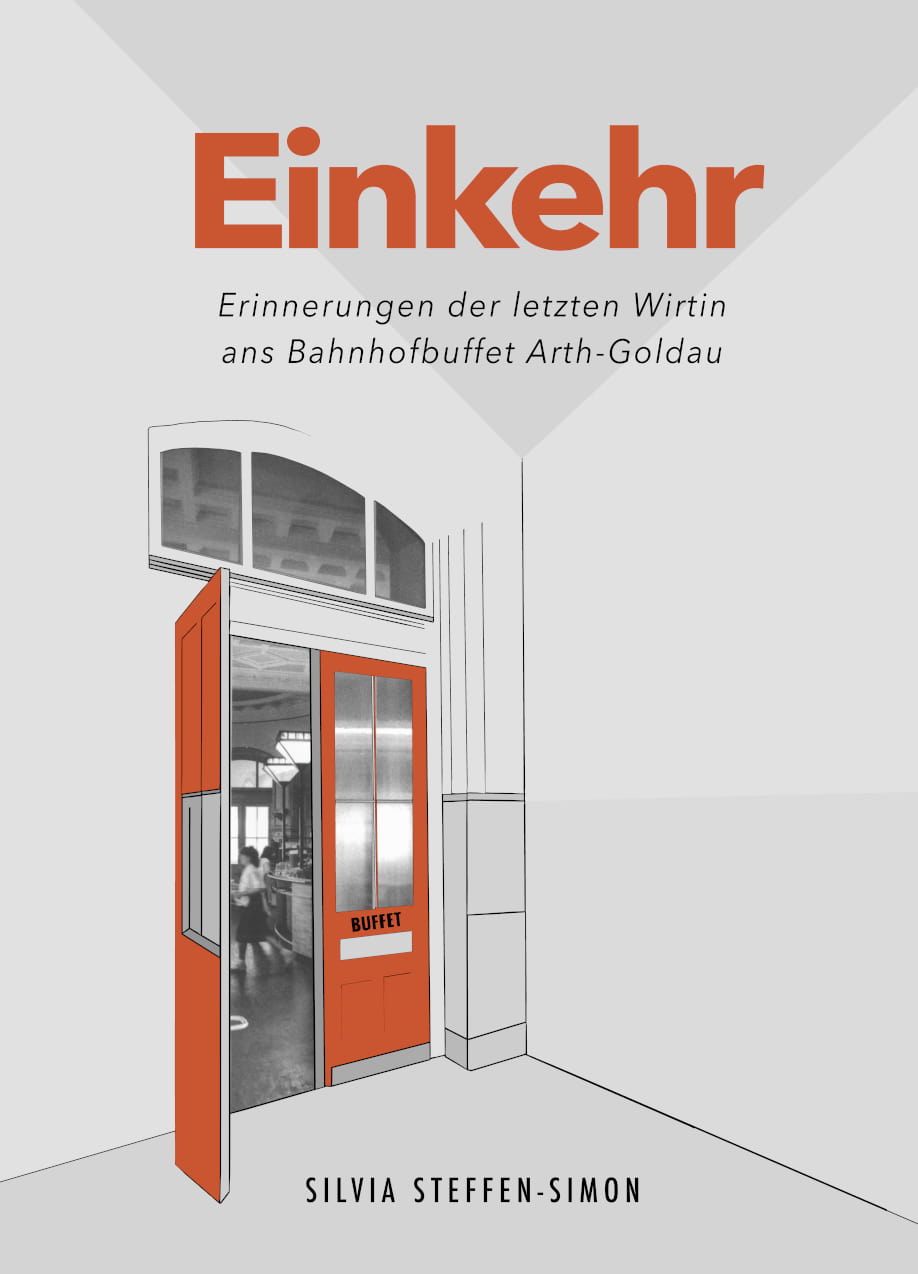 Einkehr
Erinnerungen der letzten Wirtin
ans Bahnhofbuffet Arth-Goldau
BUFFET
SILVIA STEFFEN-SIMON